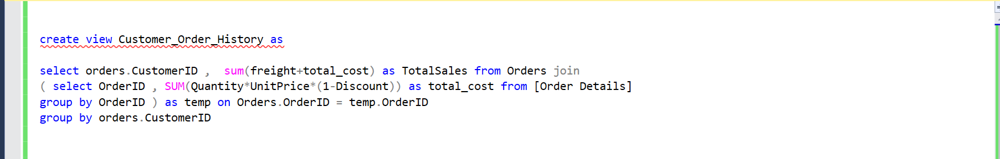 create view Customer_Order_History as
select orders.CustomerID ,  sum(freight+total_cost) as TotalSales from Orders join
( select OrderID , SUM(Quantity*UnitPrice*(1-Discount)) as total_cost from [Order Details]
group by OrderID ) as temp on Orders.OrderID = temp.OrderID
group by orders.CustomerID